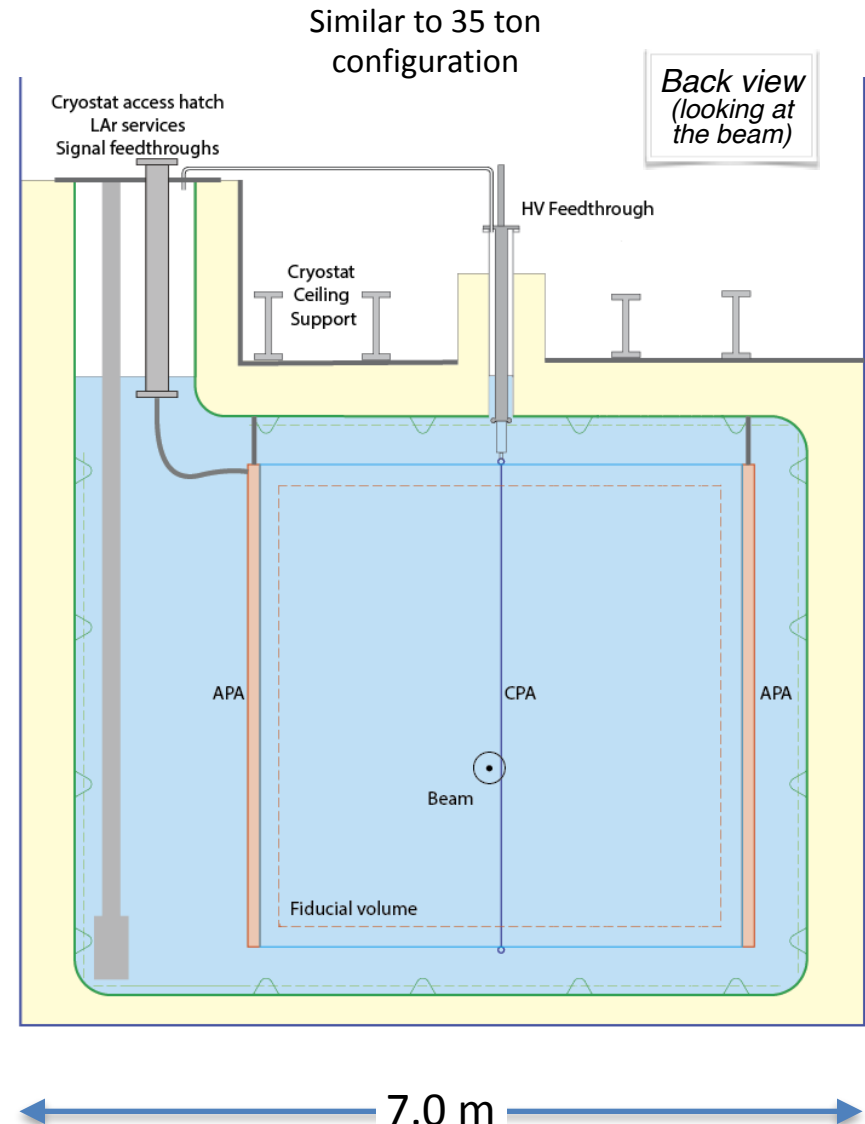 Similar to 35 ton
configuration
Back view
(looking at
the beam)
Cryostat access hatch
LAr services
Signal feedthroughs
HV Feedthrough
Cryostat
Ceiling
Support
APA
CPA
APA
Beam
Fiducial volume
7.0 m